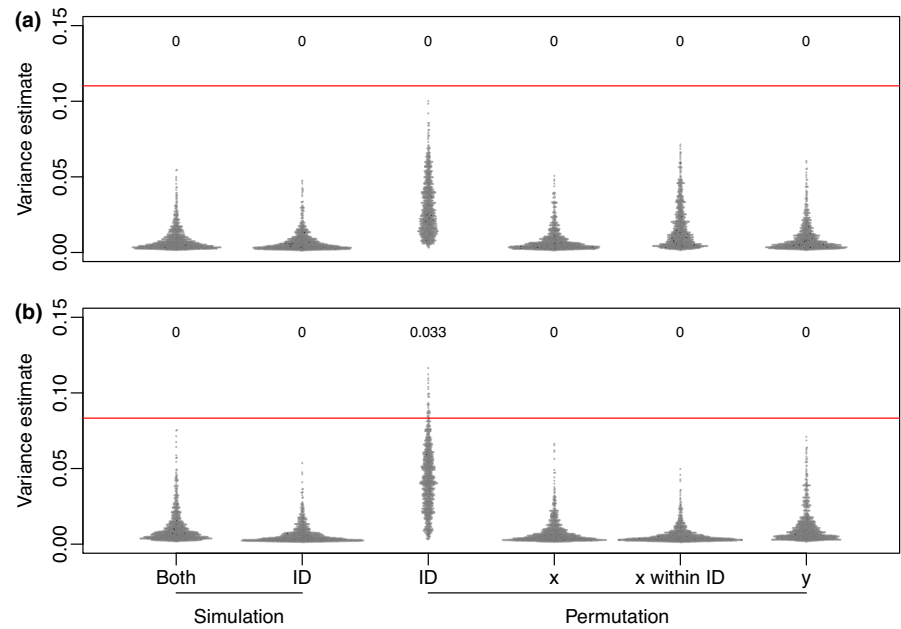 (a)
Variance estimate
0.15
0.10
0.05
0.00
0 0 0 0 0 0
(b)
Variance estimate
0.15
0.10
0.05
0.00
0 0 0.033 0 0 0
Both ID ID x x within ID y
Simulation Permutation